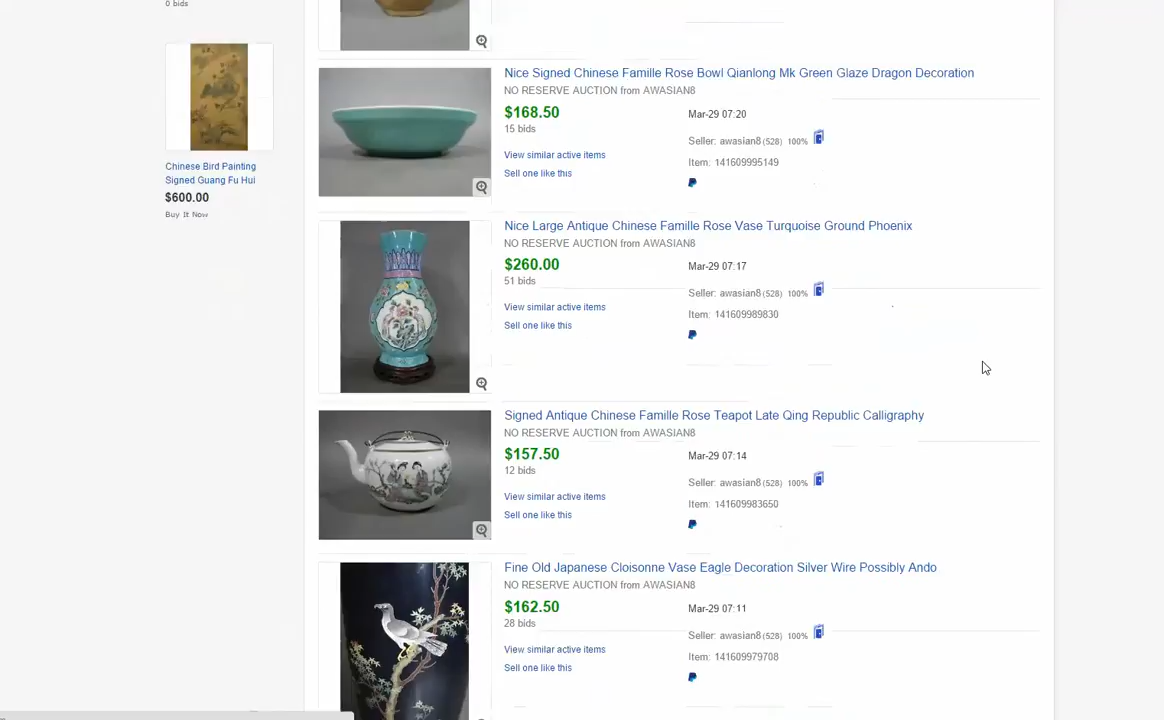 0 bids
Chinese Bird Painting
Signed Guang Fu Hui
$600.00
Buy It Now
Nice Signed Chinese Famille Rose Bowl Qianlong Mk Green Glaze Dragon Decoration
NO RESERVE AUCTION from AWASIAN8
$168.50
Mar-29 07:20
15 bids
Seller: awasian8(528) 100%
View similar active items
Item: 141609995149
Sell one like this
Nice Large Antique Chinese Famille Rose Vase Turquoise Ground Phoenix
NO RESERVE AUCTION from AWASIAN8
$260.00
Mar-29 07:17
51 bids
Seller: awasian8(528) 100%
View similar active items
Item: 141609989830
Sell one like this
Signed Antique Chinese Famille Rose Teapot Late Qing Republic Calligraphy
NO RESERVE AUCTION from AWASIAN8
$157.50
Mar-29 07:14
12 bids
Seller: awasian8(528) 100%
View similar active items
Item: 141609983650
Sell one like this
Fine Old Japanese Cloisonne Vase Eagle Decoration Silver Wire Possibly Ando
NO RESERVE AUCTION from AWASIAN8
$162.50
Mar-29 07:11
28 bids
Seller: awasian8(528) 100%
View similar active items
Item: 141609979708
Sell one like this